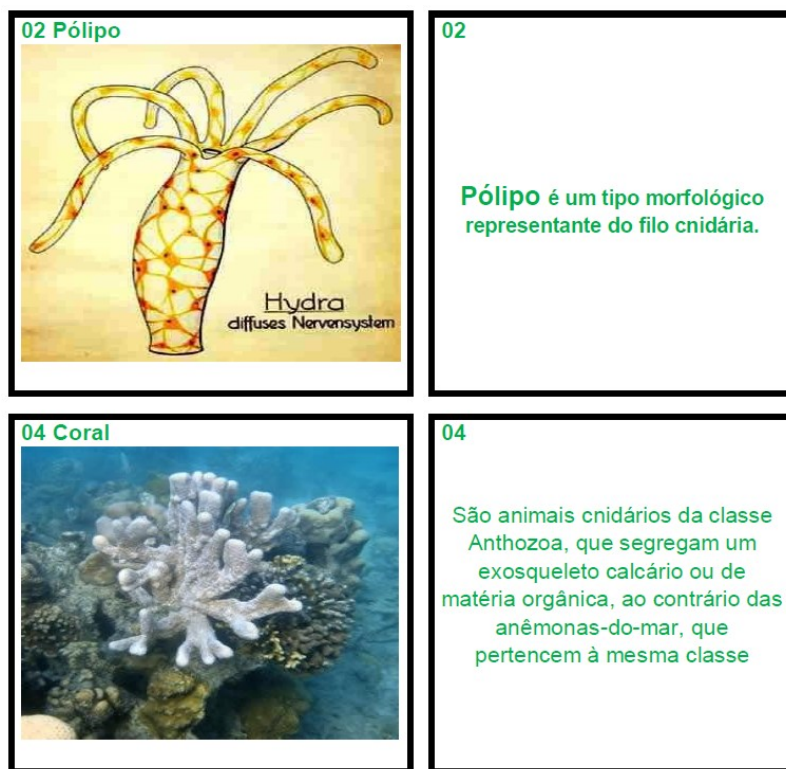 02 Pólipo
Hydra
diffuses Nervensystem
02
Pólipo é um tipo morfológico
representante do filo cnidária.
04 Coral
04
São animais cnidários da classe
Anthozoa, que segregam um
exosqueleto calcário ou de
matéria orgânica, ao contrário das
anêmonas-do-mar, que
pertencem à mesma classe